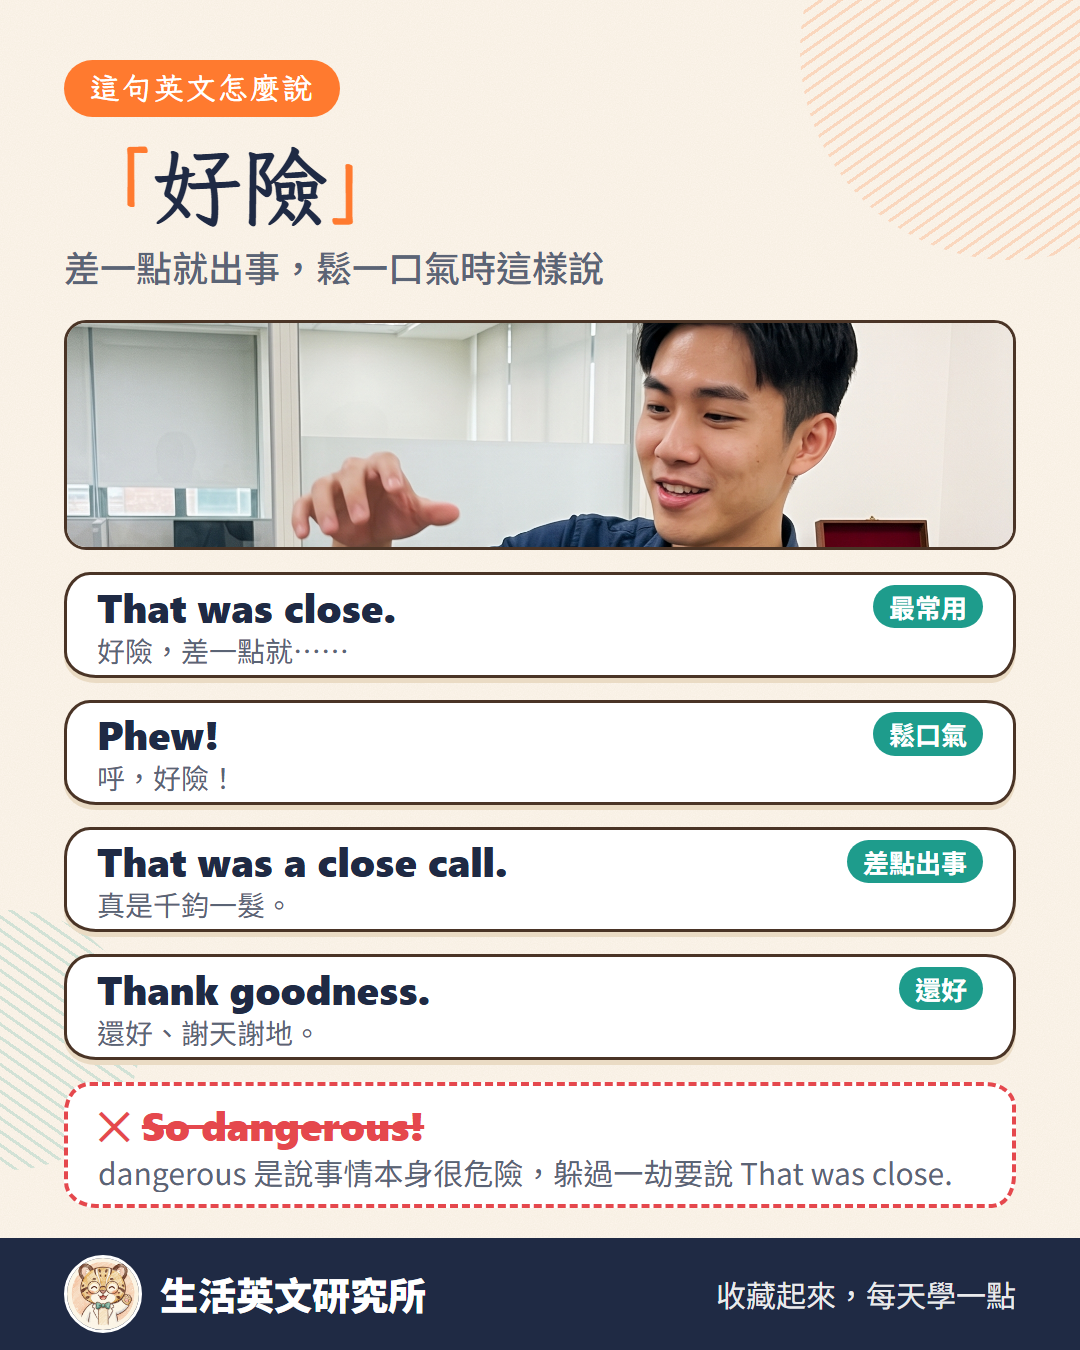 這句英文怎麼說
「好險」
差一點就出事，鬆一口氣時這樣說
That was close.
最常用
好險，差一點就⋯⋯
Phew!
鬆口氣
呼，好險！
That was a close call.
差點出事
真是千鈞一髮。
Thank goodness.
還好
還好、謝天謝地。
╳ So dangerous!
dangerous 是說事情本身很危險，躲過一劫要說 That was close.
生活英文研究所
收藏起來，每天學一點